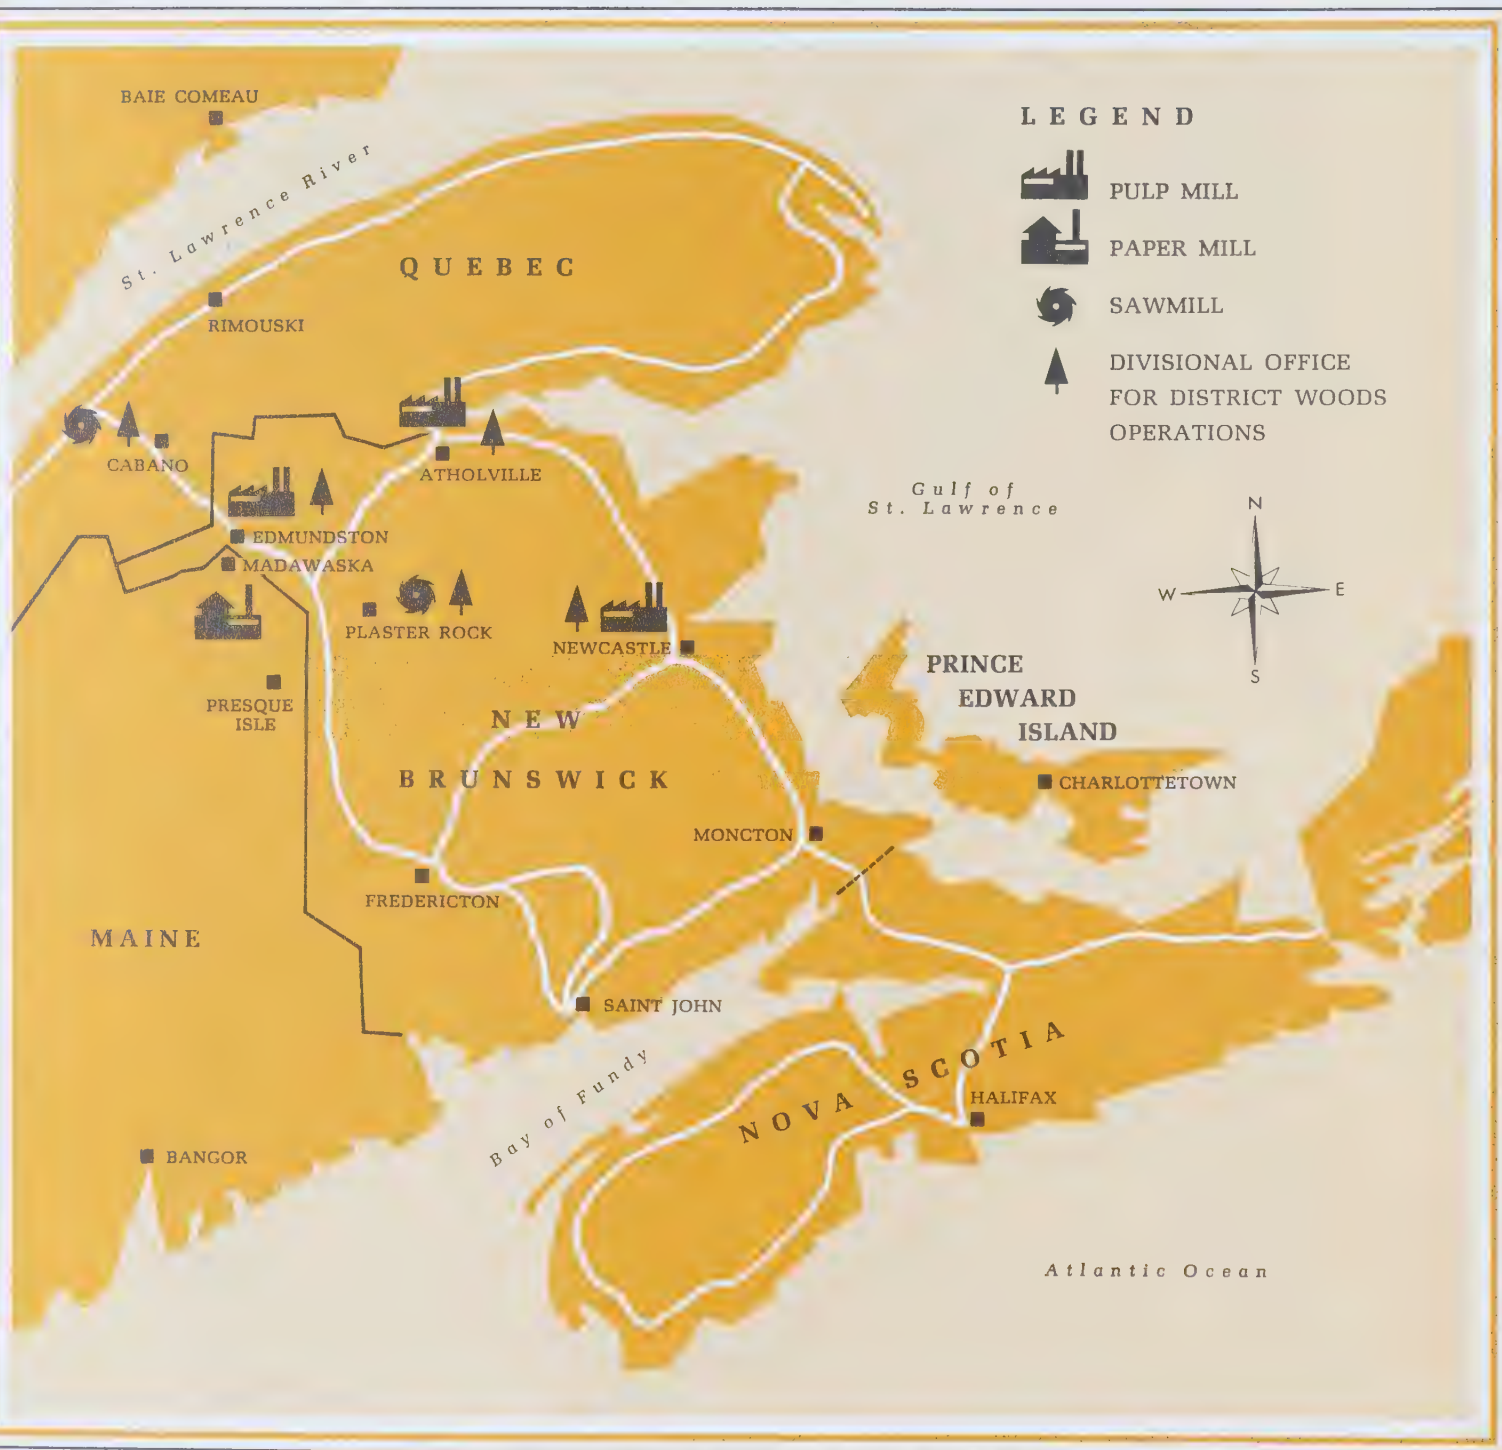 BAIE COMEAU
St. Lawrence River
QUEBEC
RIMOUSKI
CABANO
ATHOLVILLE
EDMUNDSTON
MADAWASKA
PLASTER ROCK
NEWCASTLE
PRESQUE
ISLE
NEW
BRUNSWICK
MONCTON
FREDERICTON
MAINE
SAINT JOHN
Bay of Fundy
NOVA SCOTIA
HALIFAX
BANGOR
LEGEND
PULP MILL
PAPER MILL
SAWMILL
DIVISIONAL OFFICE
FOR DISTRICT WOODS
OPERATIONS
Gulf of
St. Lawrence
N
W
E
S
PRINCE
EDWARD
ISLAND
CHARLOTTETOWN
Atlantic Ocean